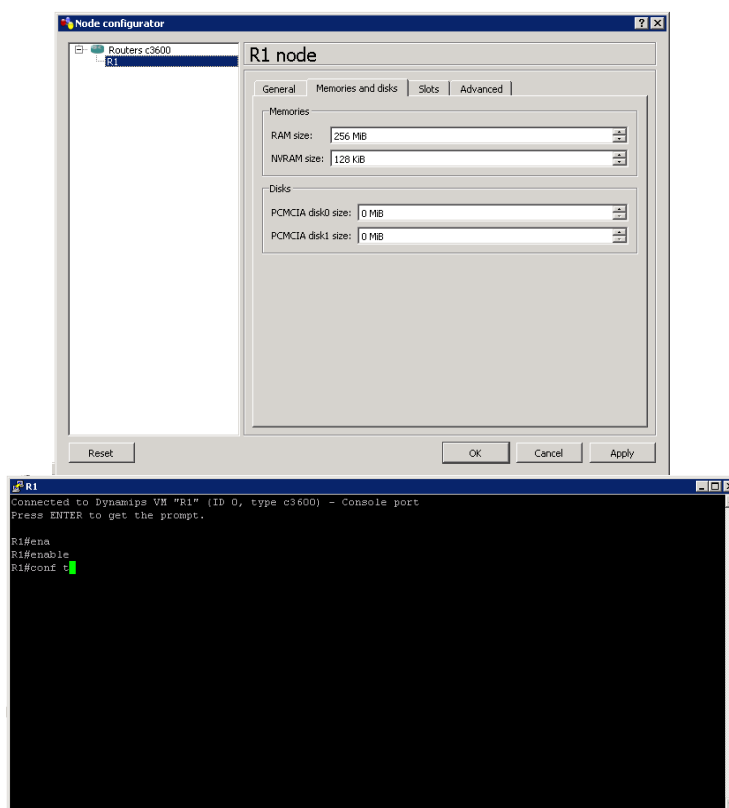 Node configurator
Routers c3600
R1
R1 node
General Memories and disks Slots Advanced
Memories
RAM size: 256 MiB
NVRAM size: 128 KiB
Disks
PCMCIA disk0 size: 0 MiB
PCMCIA disk1 size: 0 MiB
Reset OK Cancel Apply
R1
Connected to Dynamips VM "R1" (ID 0, type c3600) - Console port
Press ENTER to get the prompt.
R1#ena
R1#enable
R1#conf t